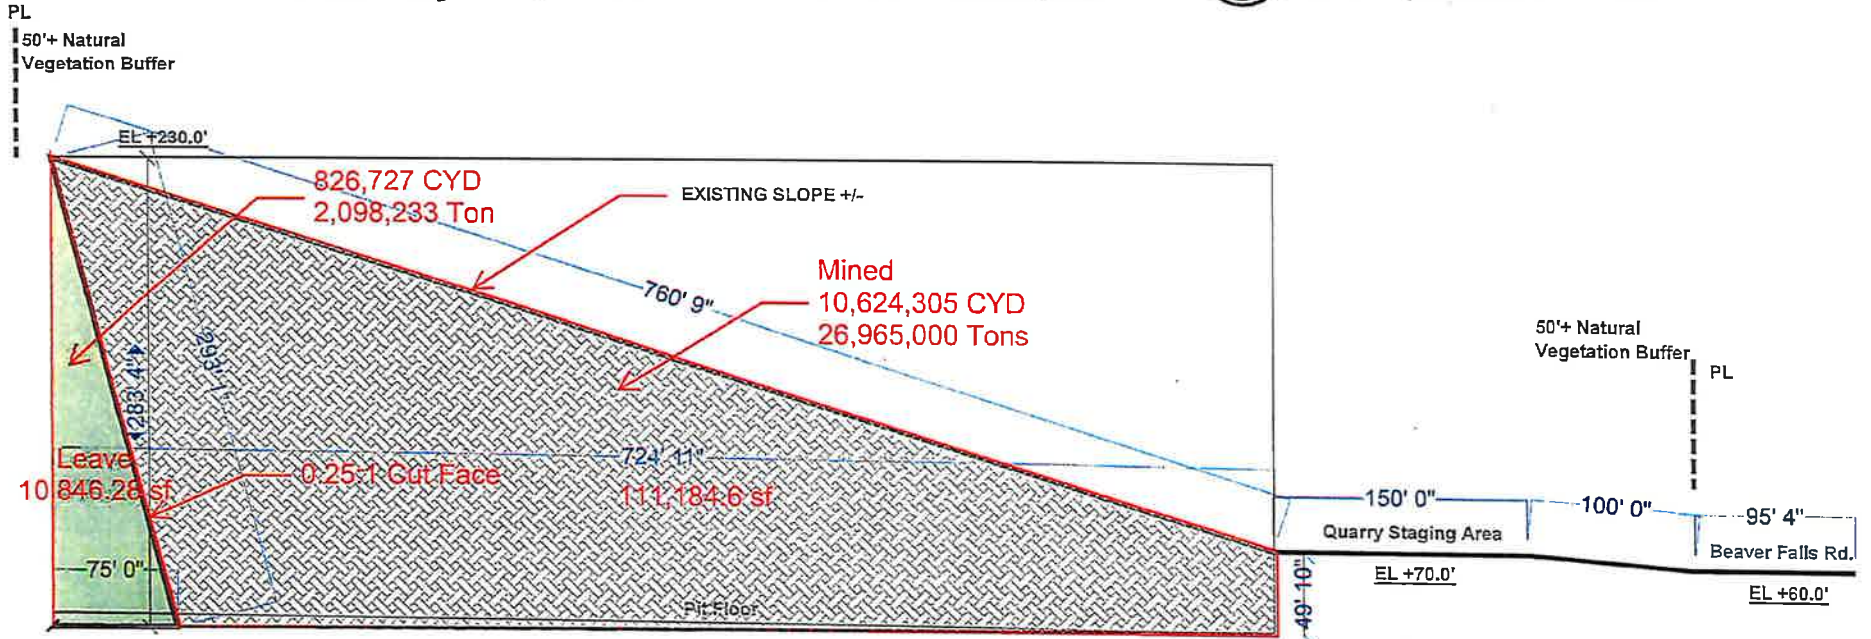 PL
50'+ Natural
Vegetation Buffer
EL +230.0'
826,727 CYD
2,098,233 Ton
EXISTING SLOPE +/-
760' 9"
Mined
10,624,305 CYD
26,965,000 Tons
50'+ Natural
Vegetation Buffer
PL
293' 1"
283' 4"
Leave
10,846.28 sf
0.25:1 Cut Face
724' 11"
111,184.6 sf
150' 0"
100' 0"
95' 4"
Quarry Staging Area
Beaver Falls Rd.
EL +70.0'
EL +60.0'
75' 0"
49' 10"
Pit Floor